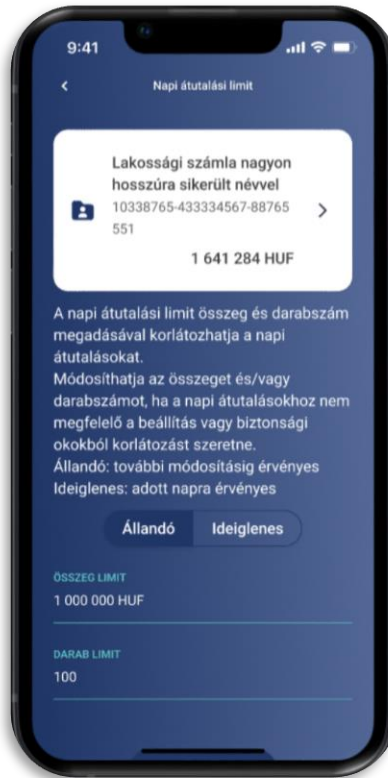 9:41
Napi átutalási limit
Lakossági számla nagyon
hosszúra sikerült névvel
10338765-433334567-88765
551
1 641 284 HUF
A napi átutalási limit összeg és darabszám
megadásával korlátozhatja a napi
átutalásokat.
Módosíthatja az összeget és/vagy
darabszámot, ha a napi átutalásokhoz nem
megfelelő a beállítás vagy biztonsági
okokból korlátozást szeretne.
Állandó: további módosításig érvényes
Ideiglenes: adott napra érvényes
Állandó Ideiglenes
ÖSSZEG LIMIT
1 000 000 HUF
DARAB LIMIT
100